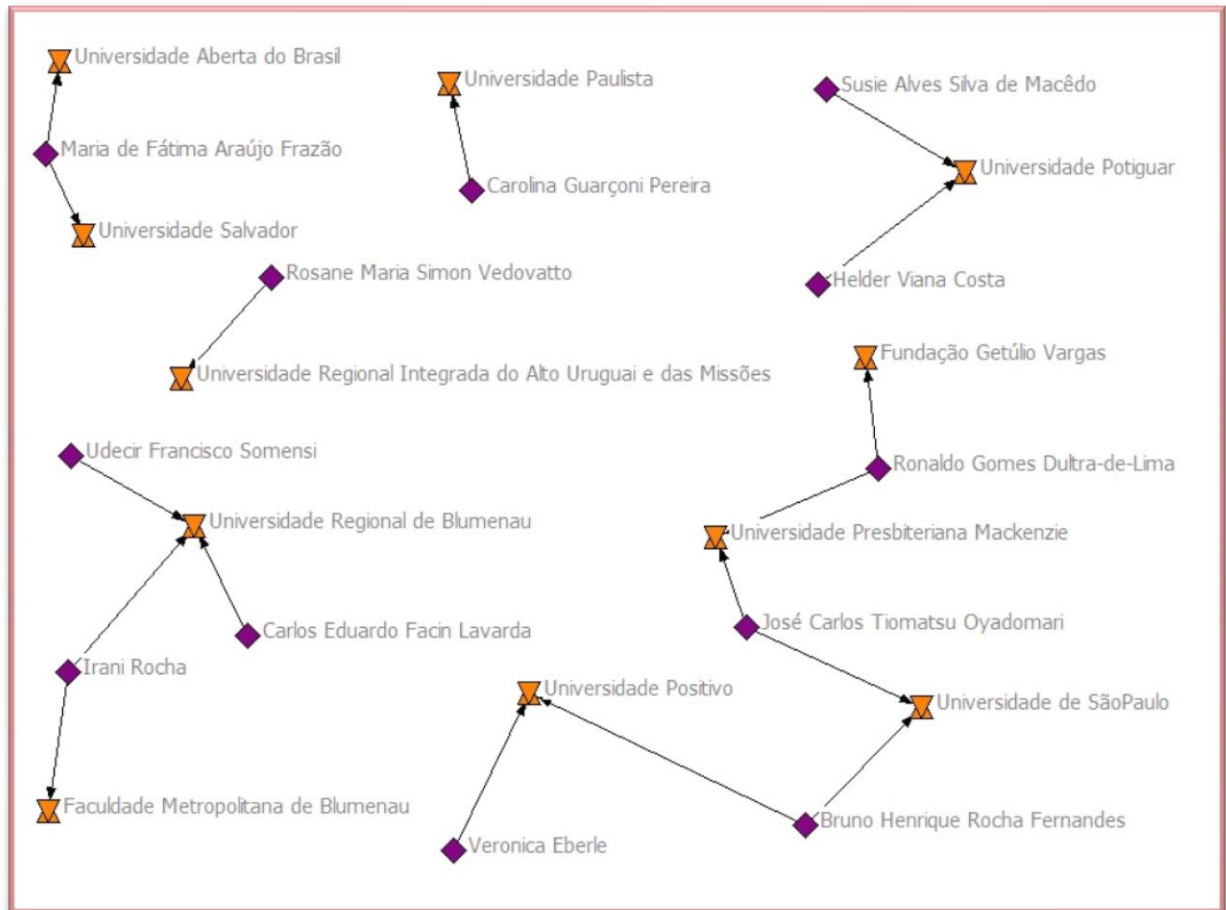 Universidade Aberta do Brasil
Universidade Paulista
Susie Alves Silva de Macêdo
Maria de Fátima Araújo Frazão
Carolina Guarçoni Pereira
Universidade Potiguar
Universidade Salvador
Rosane Maria Simon Vedovatto
Helder Viana Costa
Fundação Getúlio Vargas
Universidade Regional Integrada do Alto Uruguai e das Missões
Udecir Francisco Somensi
Ronaldo Gomes Dultra-de-Lima
Universidade Regional de Blumenau
Universidade Presbiteriana Mackenzie
Carlos Eduardo Facin Lavarda
José Carlos Tiomatsu Oyadomari
Irani Rocha
Universidade Positivo
Universidade de SãoPaulo
Faculdade Metropolitana de Blumenau
Bruno Henrique Rocha Fernandes
Veronica Eberle